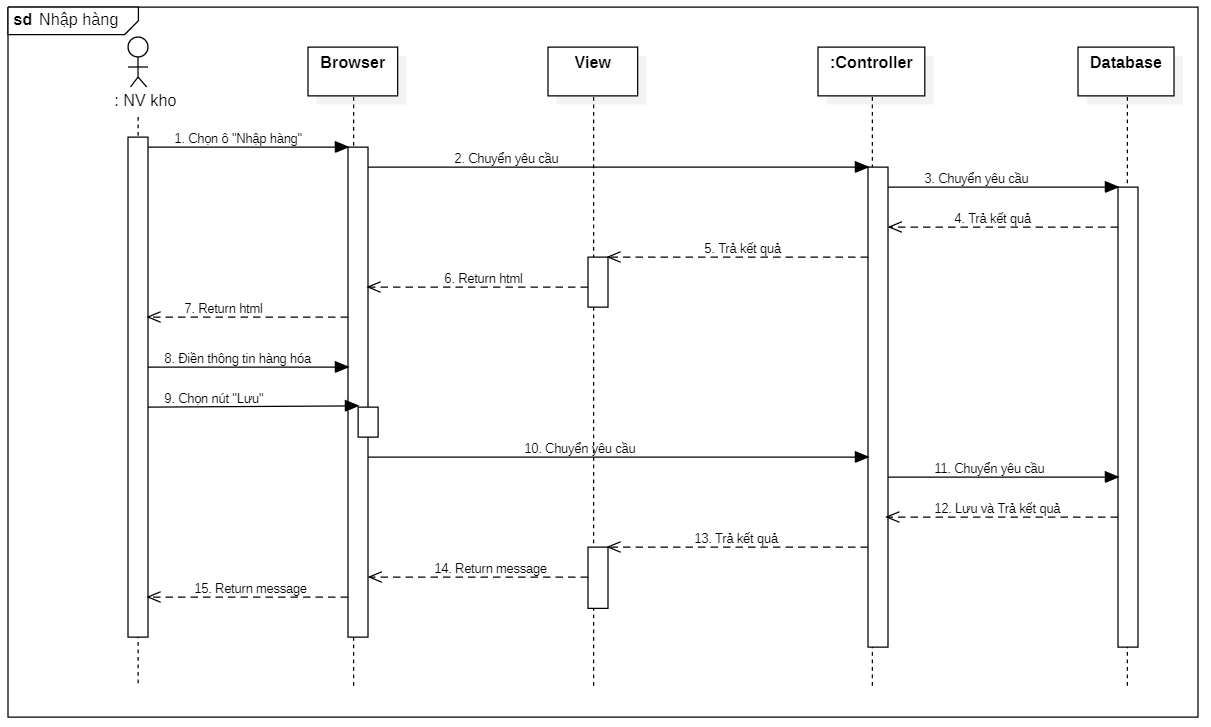 sd Nhập hàng
: NV kho
Browser
View
:Controller
Database
1. Chọn ô "Nhập hàng"
2. Chuyển yêu cầu
3. Chuyển yêu cầu
4. Trả kết quả
5. Trả kết quả
6. Return html
7. Return html
8. Điền thông tin hàng hóa
9. Chọn nút "Lưu"
10. Chuyển yêu cầu
11. Chuyển yêu cầu
12. Lưu và Trả kết quả
13. Trả kết quả
14. Return message
15. Return message